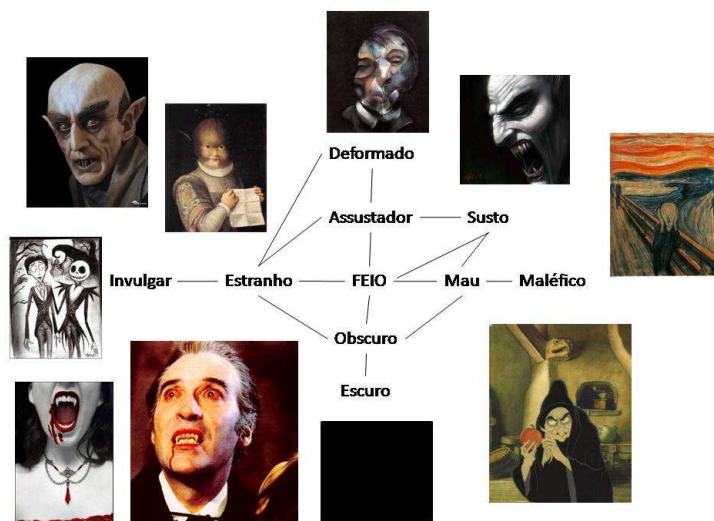 Deformado
Assustador
Susto
Invulgar
Estranho
FEIO
Mau
Maléfico
Obscuro
Escuro